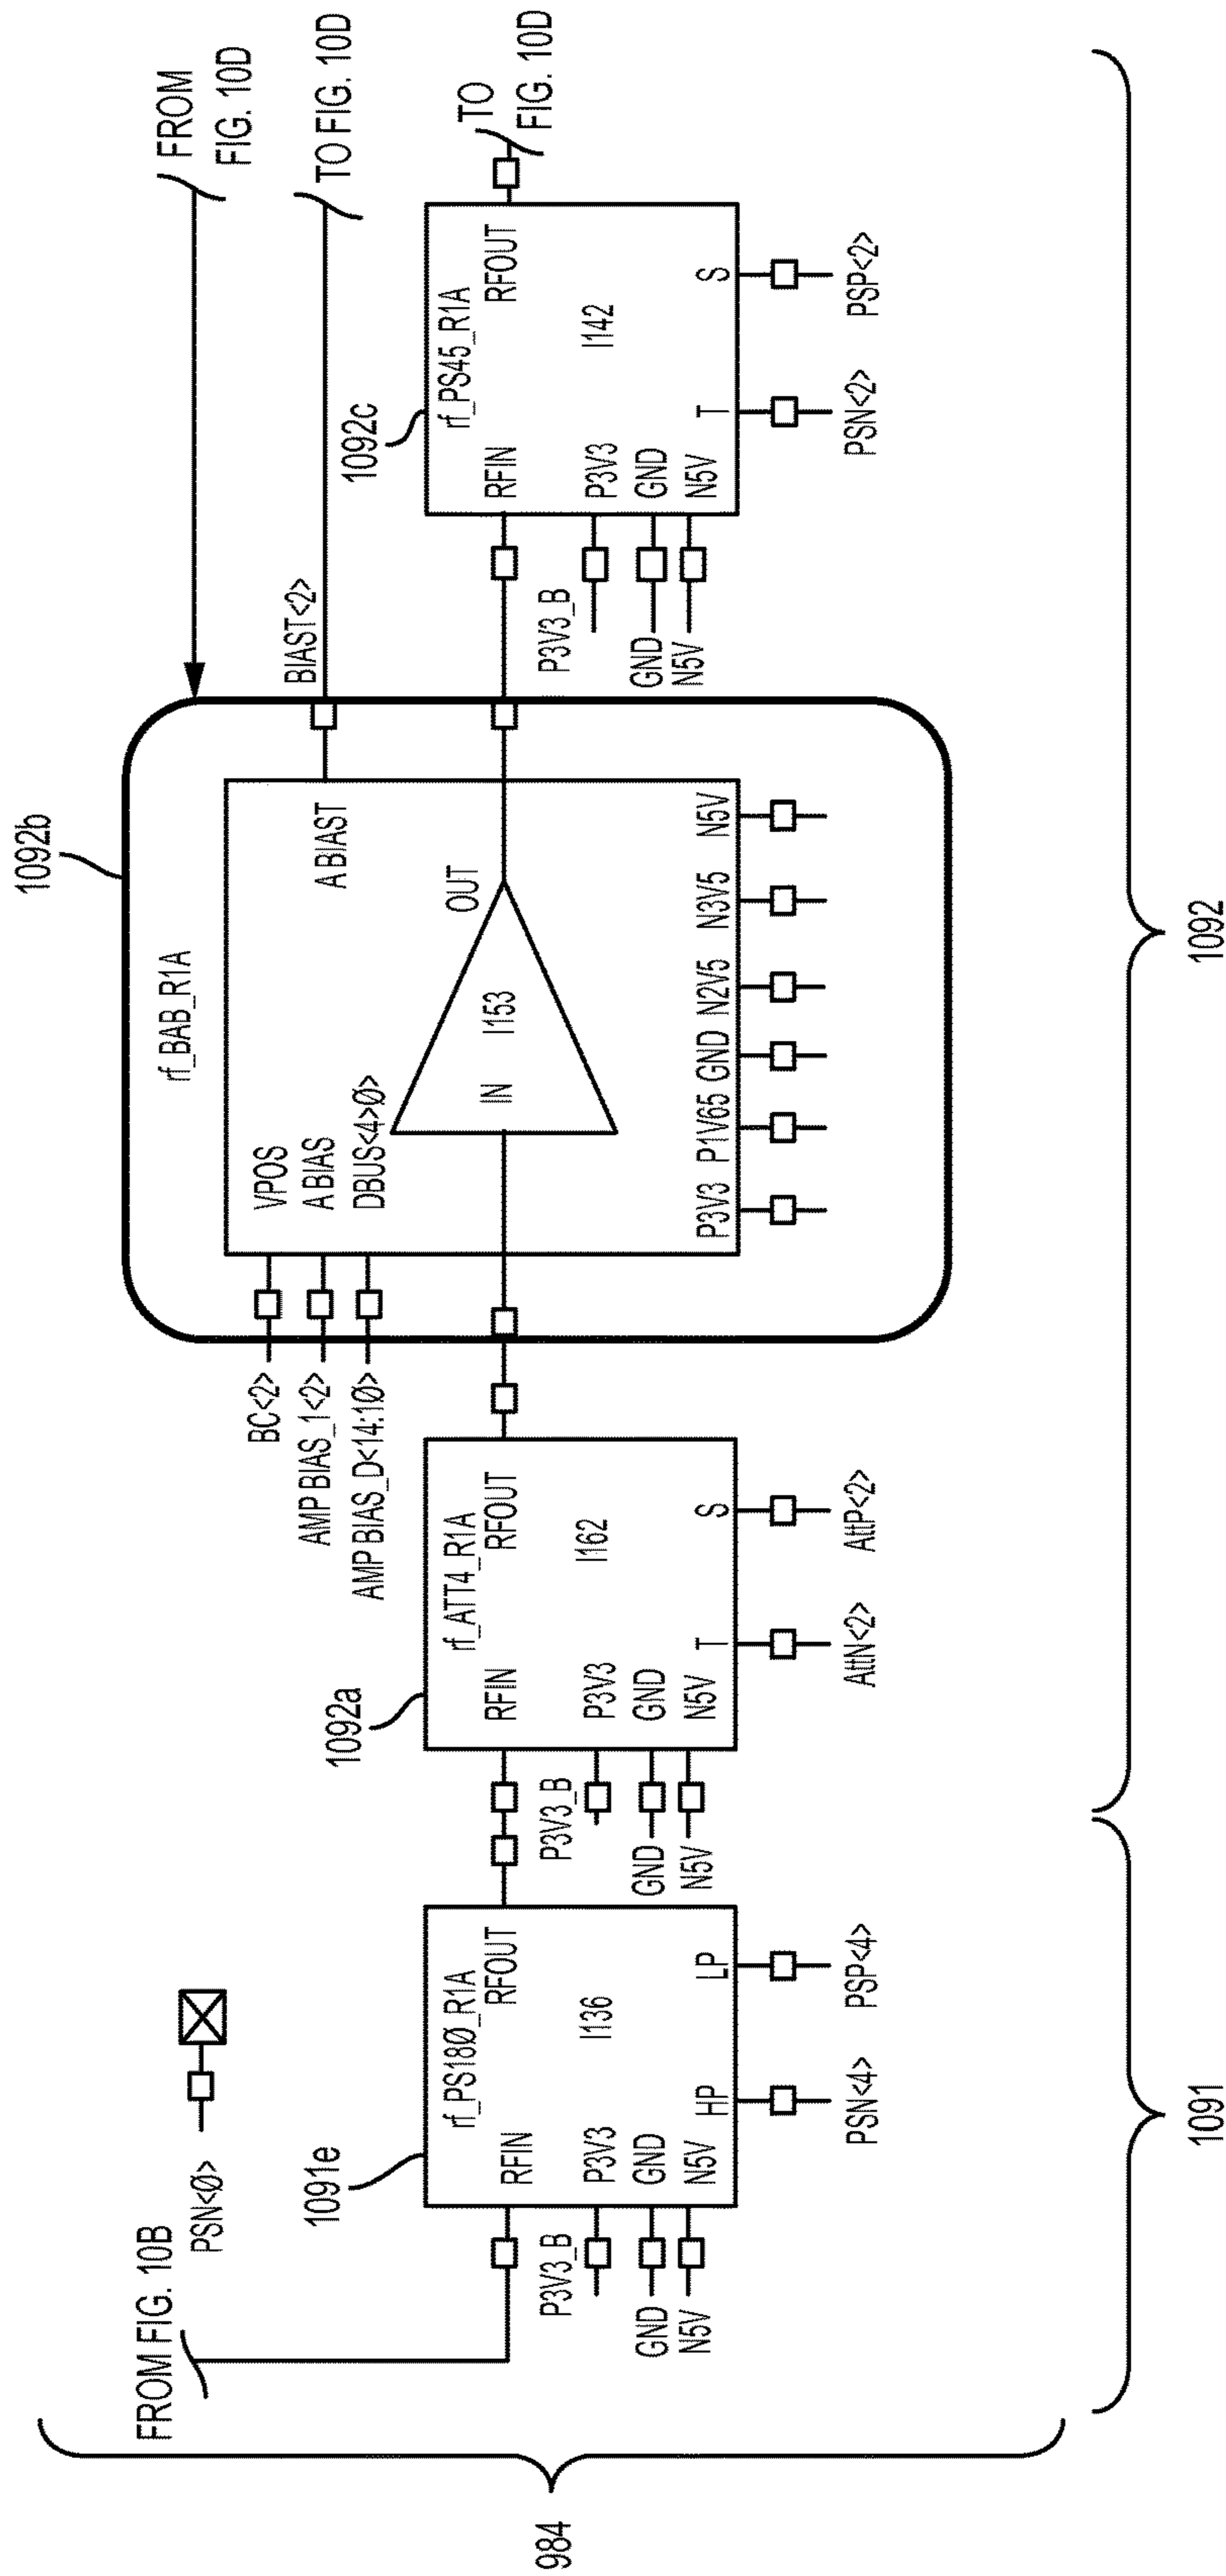 FROM FIG. 10B
PSN<Ø>
984
1091e
rf_PS18Ø_R1A
RFIN
RFOUT
I136
P3V3
GND
N5V
HP
LP
P3V3_B
GND
N5V
PSN<4>
PSP<4>
1091
1092a
rf_ATT4_R1A
RFIN
RFOUT
I162
P3V3
GND
N5V
T
S
P3V3_B
GND
N5V
AttN<2>
AttP<2>
1092b
rf_BAB_R1A
BC<2>
AMP BIAS_1<2>
AMP BIAS_D<14:1Ø>
VPOS
A BIAS
DBUS<4>Ø>
A BIAST
IN
I153
OUT
P3V3
P1V65
GND
N2V5
N3V5
N5V
BIAST<2>
FROM
FIG. 10D
TO FIG. 10D
1092c
rf_PS45_R1A
RFIN
RFOUT
I142
P3V3
GND
N5V
T
S
P3V3_B
GND
N5V
PSN<2>
PSP<2>
TO
FIG. 10D
1092